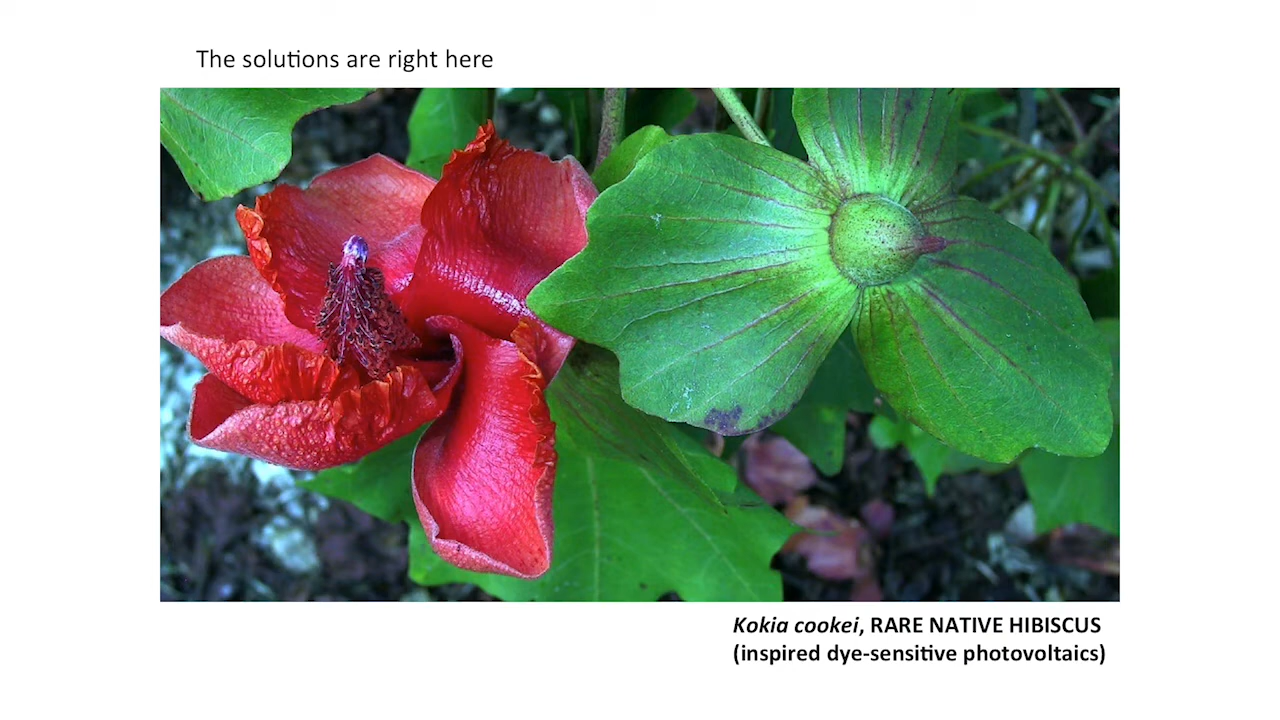 The solutions are right here
Kokia cookei, RARE NATIVE HIBISCUS
(inspired dye-sensitive photovoltaics)